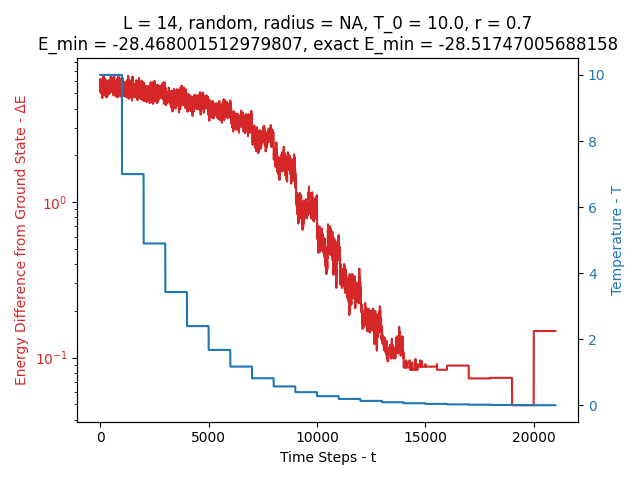 L = 14, random, radius = NA, T_0 = 10.0, r = 0.7
E_min = -28.468001512979807, exact E_min = -28.51747005688158
Energy Difference from Ground State - ΔE
10⁰
10⁻¹
0
5000
10000
15000
20000
Time Steps - t
10
8
6
4
2
0
Temperature - T